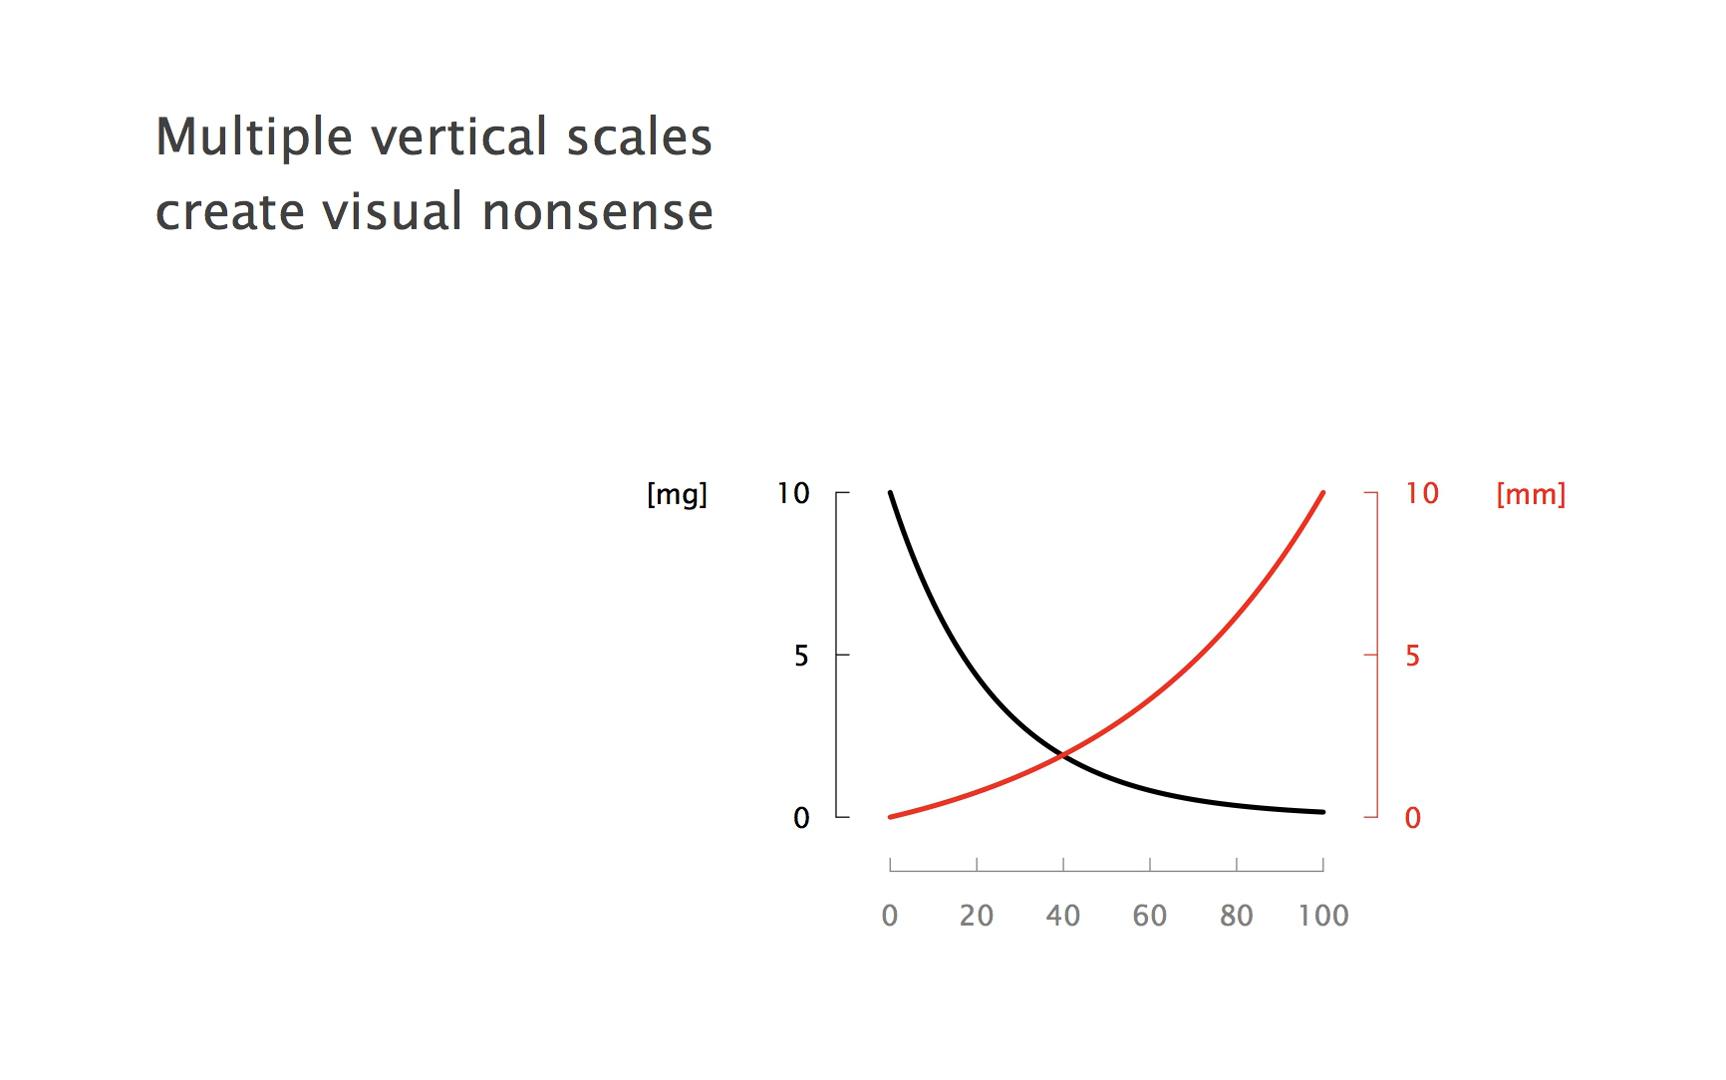 Multiple vertical scales
create visual nonsense
[mg] 10 10 [mm]
5 5
0 0
0 20 40 60 80 100